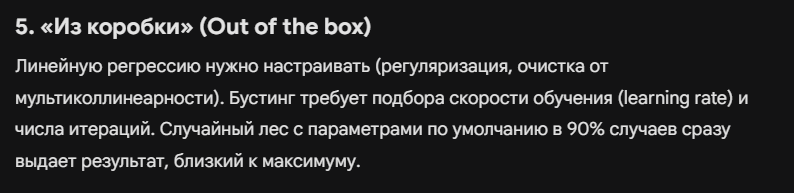 5. «Из коробки» (Out of the box)
Линейную регрессию нужно настраивать (регуляризация, очистка от
мультиколлинеарности). Бустинг требует подбора скорости обучения (learning rate) и
числа итераций. Случайный лес с параметрами по умолчанию в 90% случаев сразу
выдает результат, близкий к максимуму.